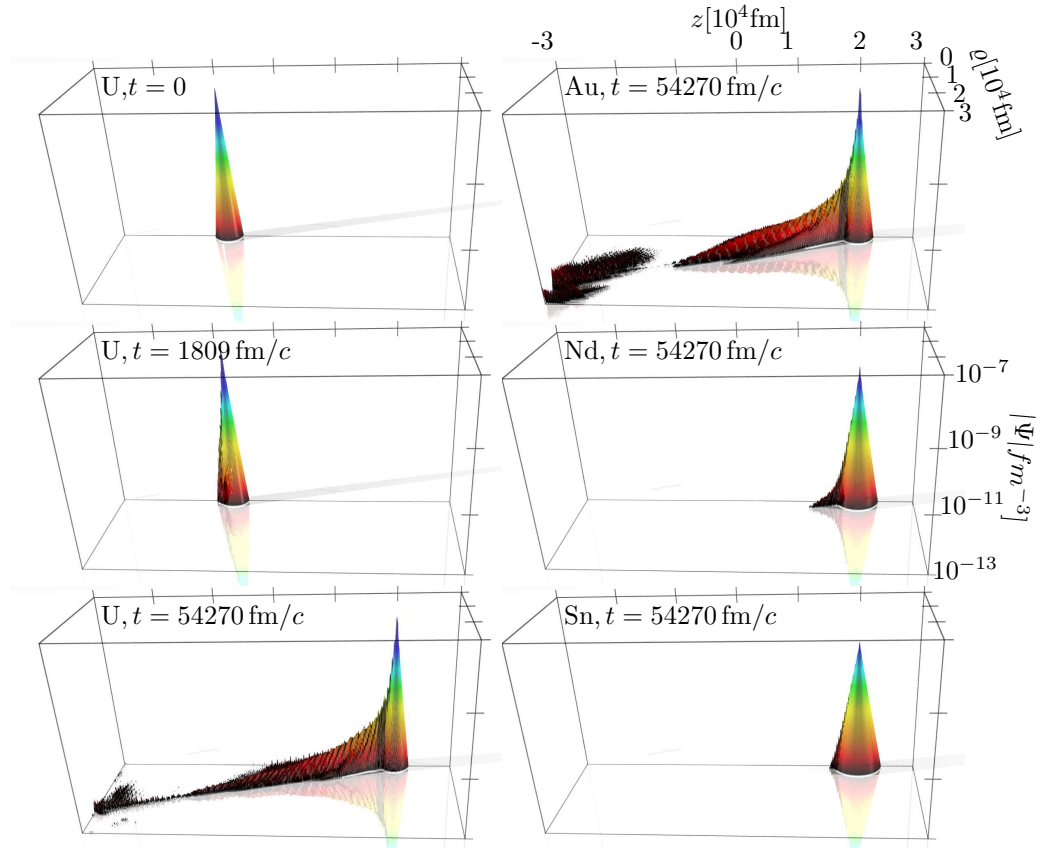 z[10⁴fm]
-3 0 1 2 3
0
1
2
3
ϱ[10⁴fm]
U,t = 0
Au, t = 54270 fm/c
U, t = 1809 fm/c
Nd, t = 54270 fm/c
10⁻⁷
10⁻⁹
10⁻¹¹
10⁻¹³
|Ψ|fm⁻³]
U, t = 54270 fm/c
Sn, t = 54270 fm/c